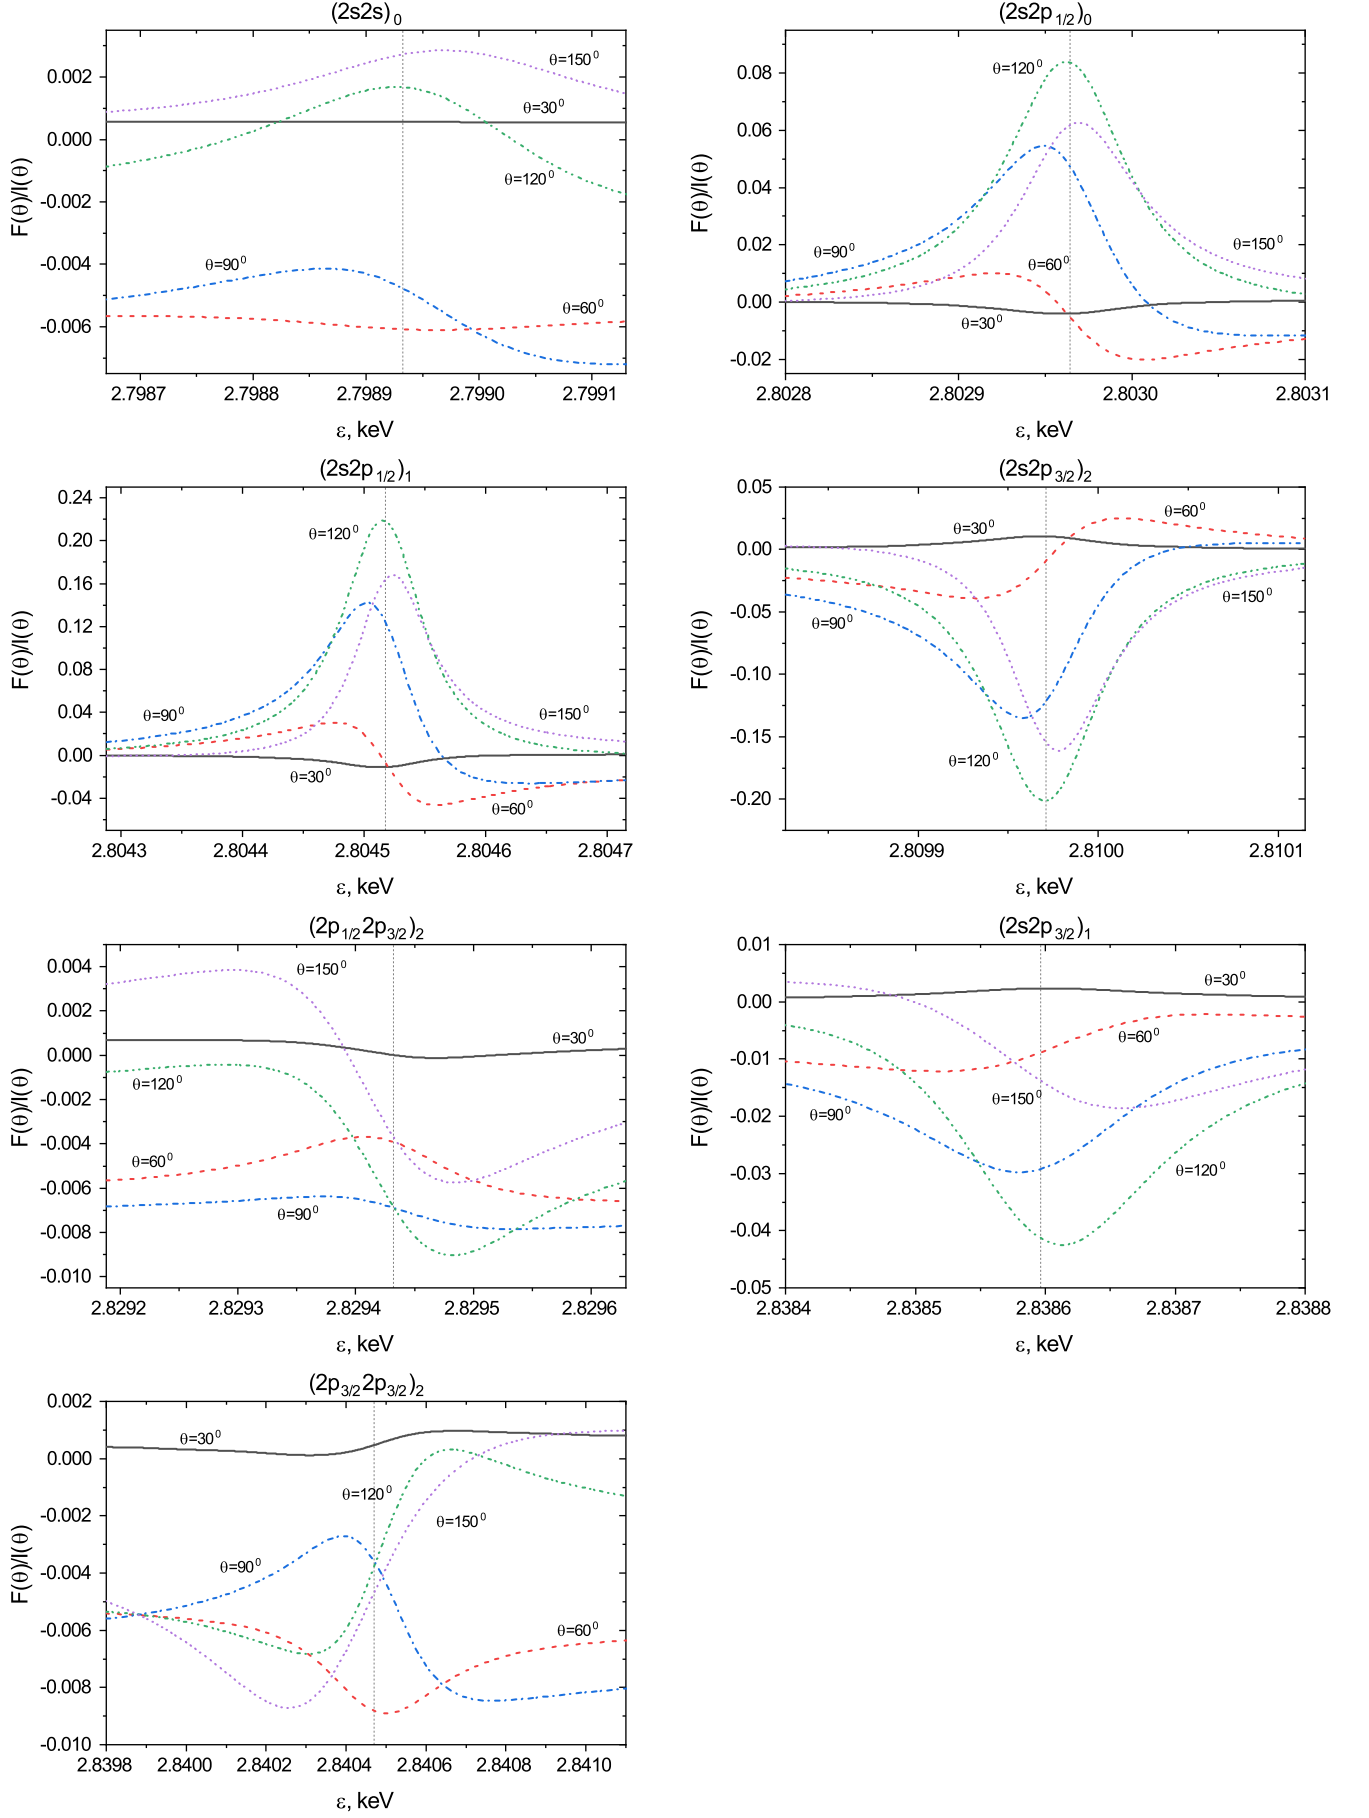 (2s2s)₀
F(θ)/I(θ)
0.002
0.000
-0.002
-0.004
-0.006
θ=150⁰
θ=30⁰
θ=120⁰
θ=90⁰
θ=60⁰
2.7987 2.7988 2.7989 2.7990 2.7991
ε, keV
(2s2p₁/₂)₀
F(θ)/I(θ)
0.08
0.06
0.04
0.02
0.00
-0.02
θ=120⁰
θ=90⁰
θ=60⁰
θ=150⁰
θ=30⁰
2.8028 2.8029 2.8030 2.8031
ε, keV
(2s2p₁/₂)₁
F(θ)/I(θ)
0.24
0.20
0.16
0.12
0.08
0.04
0.00
-0.04
θ=120⁰
θ=90⁰
θ=150⁰
θ=30⁰
θ=60⁰
2.8043 2.8044 2.8045 2.8046 2.8047
ε, keV
(2s2p₃/₂)₂
F(θ)/I(θ)
0.05
0.00
-0.05
-0.10
-0.15
-0.20
θ=60⁰
θ=30⁰
θ=150⁰
θ=90⁰
θ=120⁰
2.8099 2.8100 2.8101
ε, keV
(2p₁/₂2p₃/₂)₂
F(θ)/I(θ)
0.004
0.002
0.000
-0.002
-0.004
-0.006
-0.008
-0.010
θ=150⁰
θ=30⁰
θ=120⁰
θ=60⁰
θ=90⁰
2.8292 2.8293 2.8294 2.8295 2.8296
ε, keV
(2s2p₃/₂)₁
F(θ)/I(θ)
0.01
0.00
-0.01
-0.02
-0.03
-0.04
-0.05
θ=30⁰
θ=60⁰
θ=150⁰
θ=90⁰
θ=120⁰
2.8384 2.8385 2.8386 2.8387 2.8388
ε, keV
(2p₃/₂2p₃/₂)₂
F(θ)/I(θ)
0.002
0.000
-0.002
-0.004
-0.006
-0.008
-0.010
θ=30⁰
θ=120⁰
θ=150⁰
θ=90⁰
θ=60⁰
2.8398 2.8400 2.8402 2.8404 2.8406 2.8408 2.8410
ε, keV